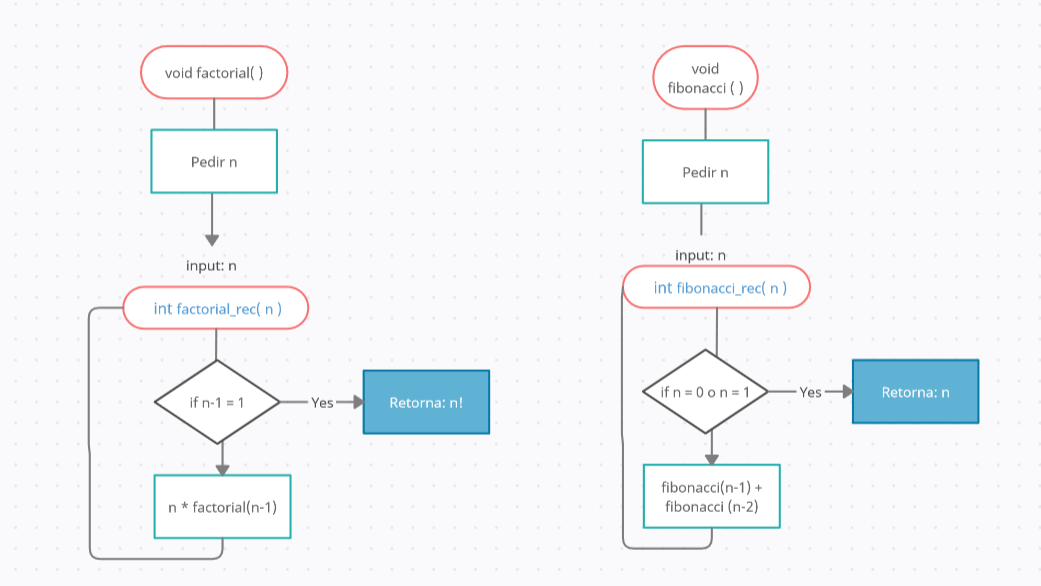 void factorial( )
Pedir n
input: n
int factorial_rec( n )
if n-1 = 1
Yes
Retorna: n!
n * factorial(n-1)
void
fibonacci ( )
Pedir n
input: n
int fibonacci_rec( n )
if n = 0 o n = 1
Yes
Retorna: n
fibonacci(n-1) +
fibonacci (n-2)